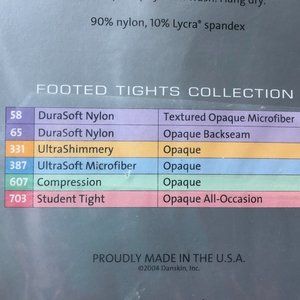 Hang dry.
90% nylon, 10% Lycra® spandex
FOOTED TIGHTS COLLECTION
58 DuraSoft Nylon Textured Opaque Microfiber
65 DuraSoft Nylon Opaque Backseam
331 UltraShimmery Opaque
387 UltraSoft Microfiber Opaque
607 Compression Opaque
703 Student Tight Opaque All-Occasion
PROUDLY MADE IN THE U.S.A.
©2004 Danskin, Inc.